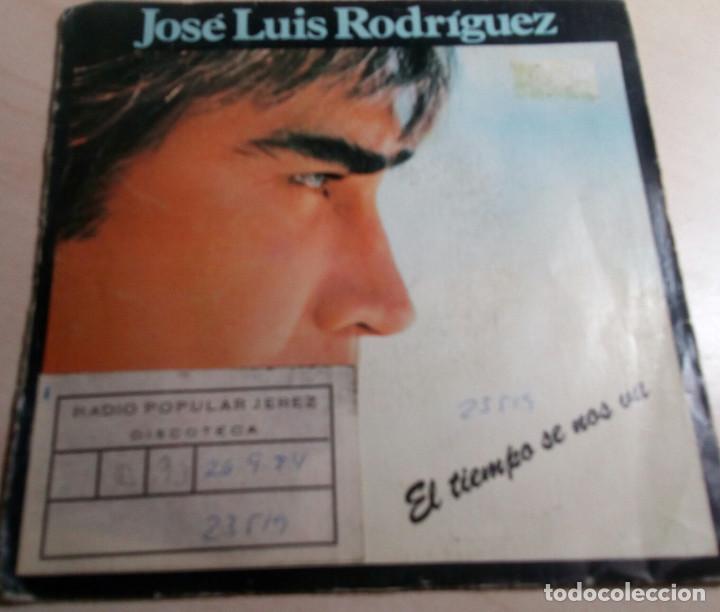 José Luis Rodríguez
RADIO POPULAR JEREZ
DISCOTECA
26.9.84
23519
23519
El tiempo se nos va
todocoleccion